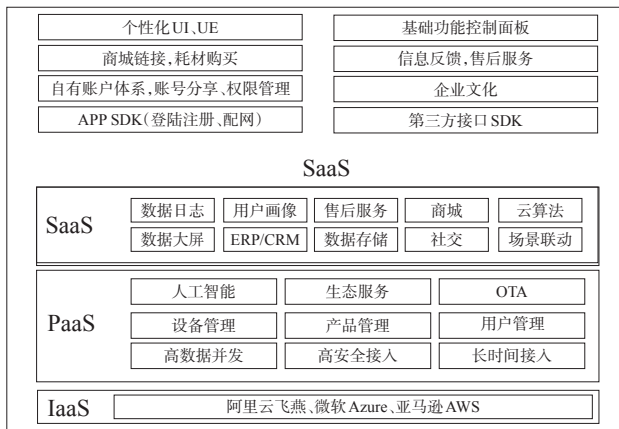 个性化UI、UE
基础功能控制面板
商城链接,耗材购买
信息反馈,售后服务
自有账户体系,账号分享、权限管理
企业文化
APP SDK(登陆注册、配网)
第三方接口SDK
SaaS
SaaS
数据日志 用户画像 售后服务 商城 云算法
数据大屏 ERP/CRM 数据存储 社交 场景联动
PaaS
人工智能 生态服务 OTA
设备管理 产品管理 用户管理
高数据并发 高安全接入 长时间接入
IaaS
阿里云飞燕、微软Azure、亚马逊AWS